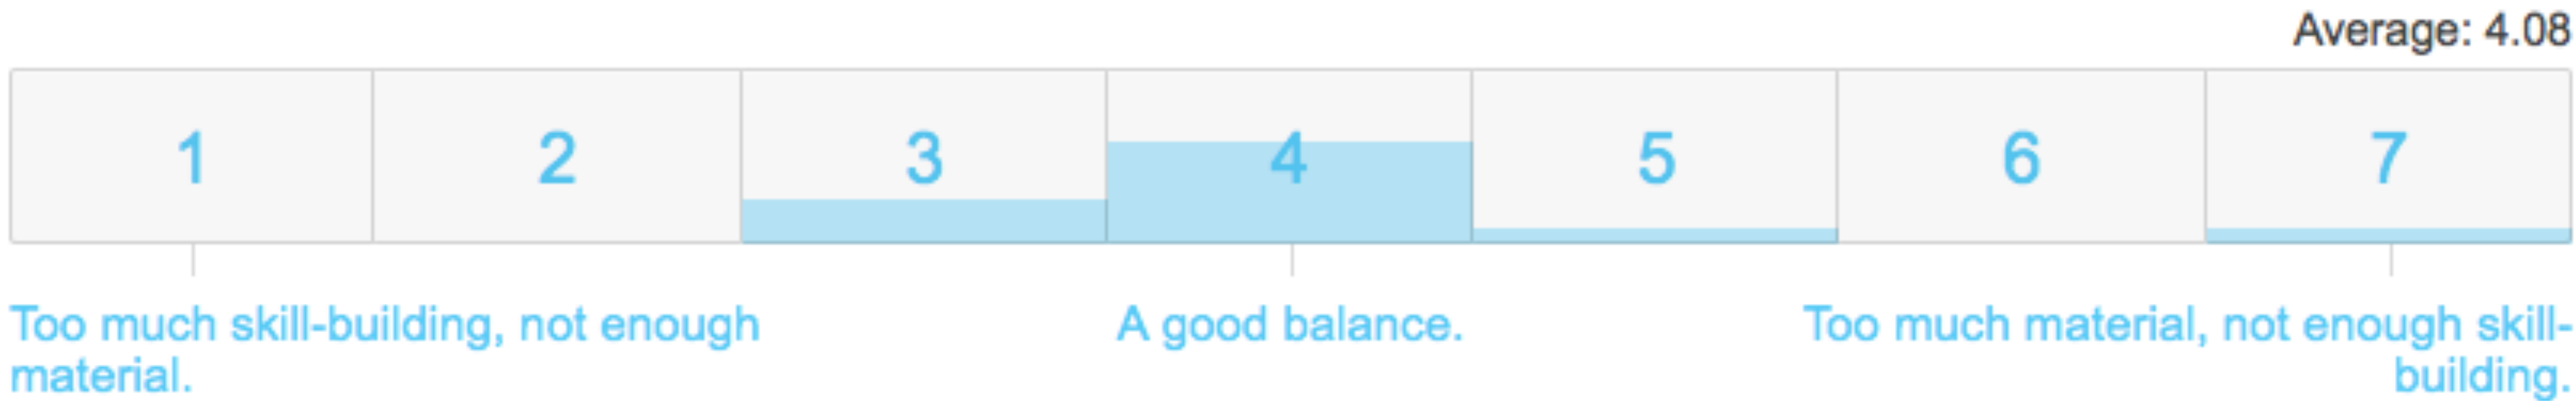 Average: 4.08
1 2 3 4 5 6 7
Too much skill-building, not enough
material.
A good balance.
Too much material, not enough skill-
building.